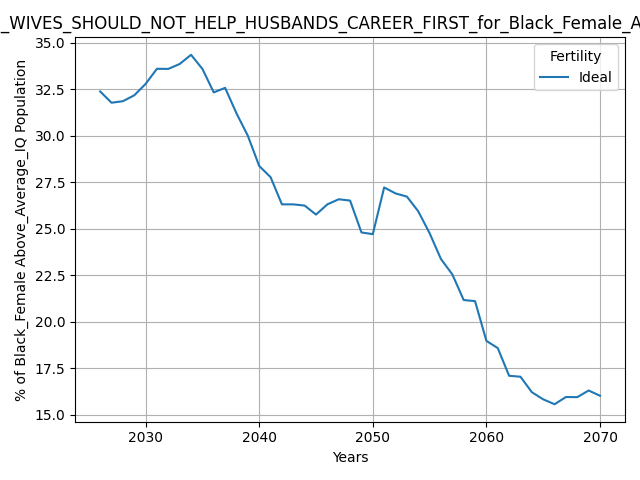 _WIVES_SHOULD_NOT_HELP_HUSBANDS_CAREER_FIRST_for_Black_Female_A
35.0
32.5
30.0
27.5
25.0
22.5
20.0
17.5
15.0
% of Black_Female Above_Average_IQ Population
Fertility
Ideal
2030 2040 2050 2060 2070
Years